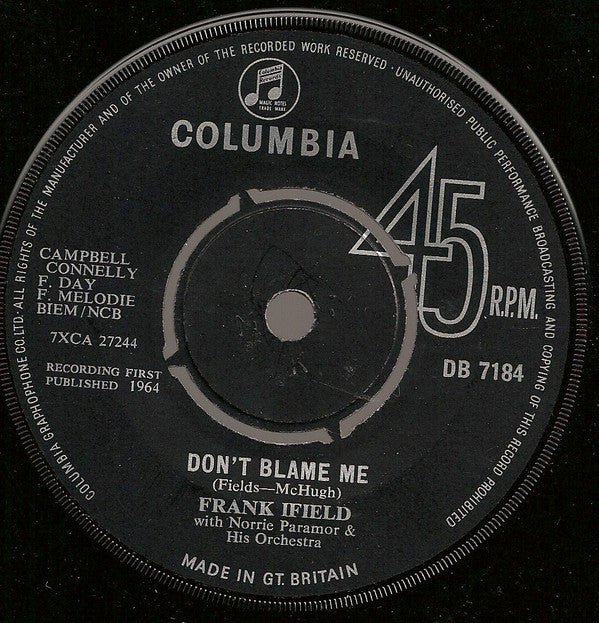 ALL RIGHTS OF THE MANUFACTURER AND OF THE OWNER OF THE RECORDED WORK RESERVED · UNAUTHORISED PUBLIC PERFORMANCE BROADCASTING AND COPYING OF THIS RECORD PROHIBITED
COLUMBIA GRAPHOPHONE CO. LTD.
Columbia
Records
MAGIC NOTES
TRADE MARK
COLUMBIA
45 R.P.M.
CAMPBELL
CONNELLY
F. DAY
F. MELODIE
BIEM/NCB
7XCA 27244
RECORDING FIRST
PUBLISHED 1964
DB 7184
DON'T BLAME ME
(Fields—McHugh)
FRANK IFIELD
with Norrie Paramor &
His Orchestra
MADE IN GT. BRITAIN